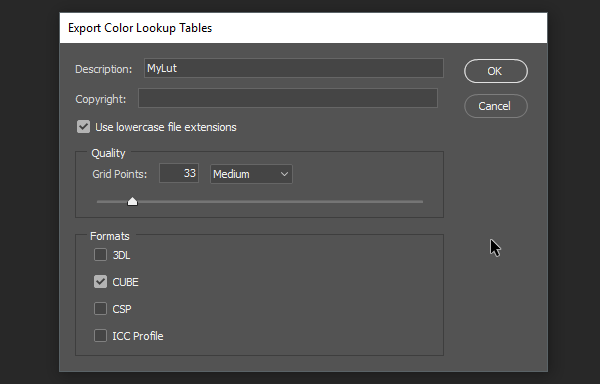 Export Color Lookup Tables
Description: MyLut
OK
Copyright:
Cancel
Use lowercase file extensions
Quality
Grid Points: 33 Medium
Formats
3DL
CUBE
CSP
ICC Profile